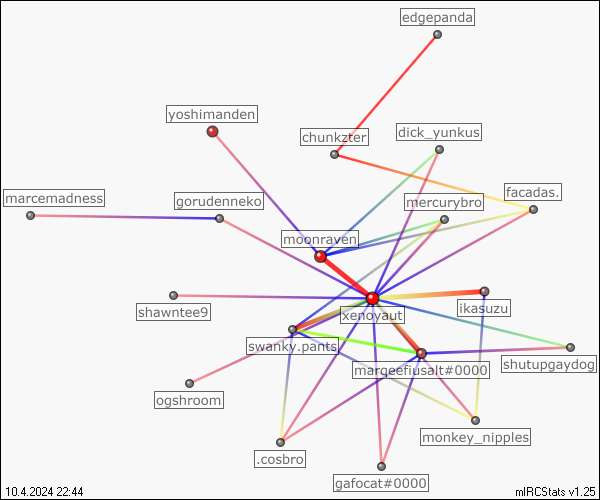 edgepanda
yoshimanden
chunkzter
dick_yunkus
marcemadness
gorudenneko
mercurybro
facadas.
moonraven
shawntee9
xenoyaut
ikasuzu
swanky.pants
marqeefiusalt#0000
shutupgaydog
ogshroom
monkey_nipples
.cosbro
gafocat#0000
10.4.2024 22:44
mIRCStats v1.25